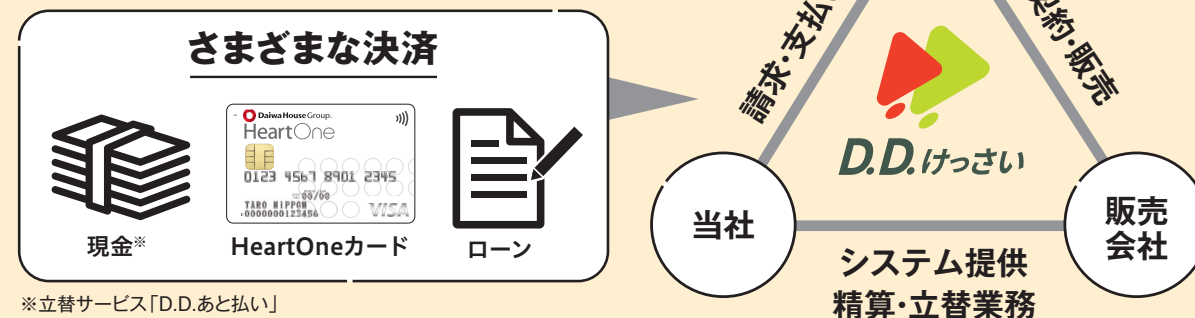 さまざまな決済
Daiwa House Group®
HeartOne
0123 4567 8901 2345
00/00
TARO NIPPON
0000000123456
VISA
現金※
HeartOneカード
ローン
※立替サービス「D.D.あと払い」
請求・支払
契約・販売
D.D.けっさい
当社
販売
会社
システム提供
精算・立替業務